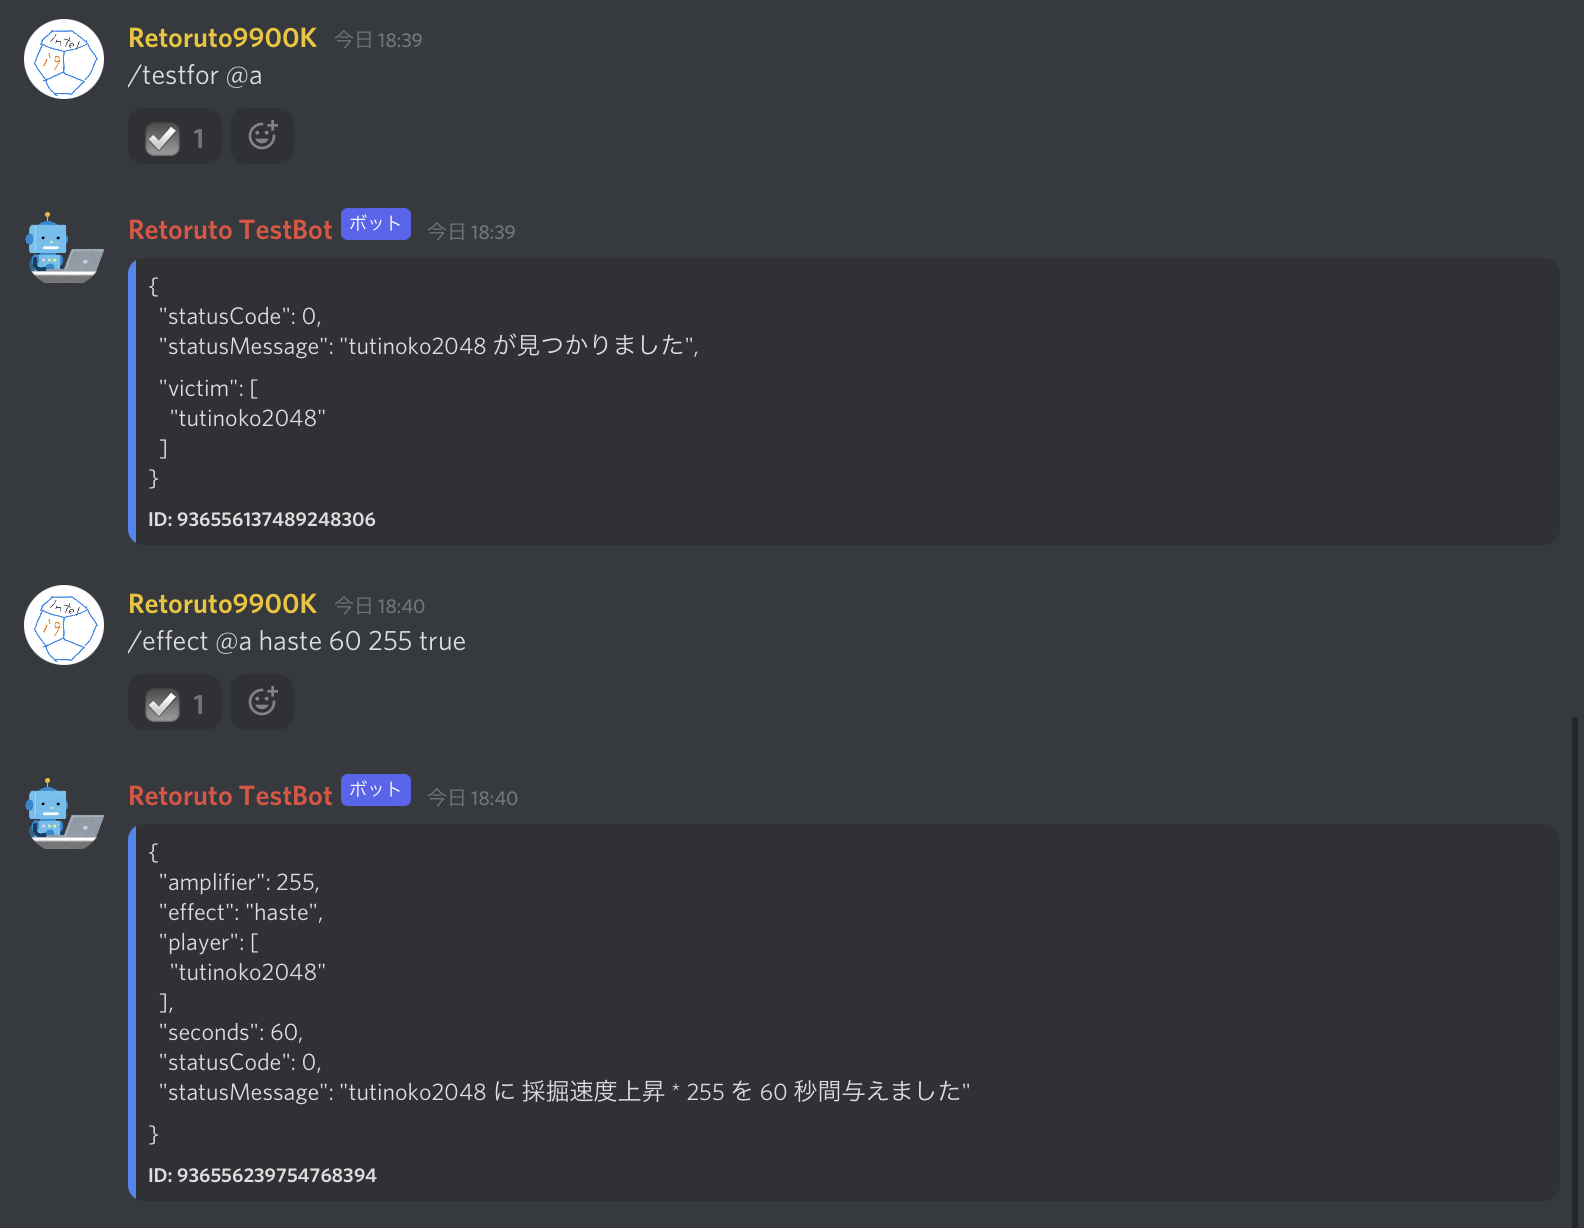 intel
i9
Retoruto9900K 今日 18:39
/testfor @a
1
Retoruto TestBot ボット 今日 18:39
{
"statusCode": 0,
"statusMessage": "tutinoko2048 が見つかりました",
"victim": [
"tutinoko2048"
]
}
ID: 936556137489248306
intel
i9
Retoruto9900K 今日 18:40
/effect @a haste 60 255 true
1
Retoruto TestBot ボット 今日 18:40
{
"amplifier": 255,
"effect": "haste",
"player": [
"tutinoko2048"
],
"seconds": 60,
"statusCode": 0,
"statusMessage": "tutinoko2048 に 採掘速度上昇 * 255 を 60 秒間与えました"
}
ID: 936556239754768394